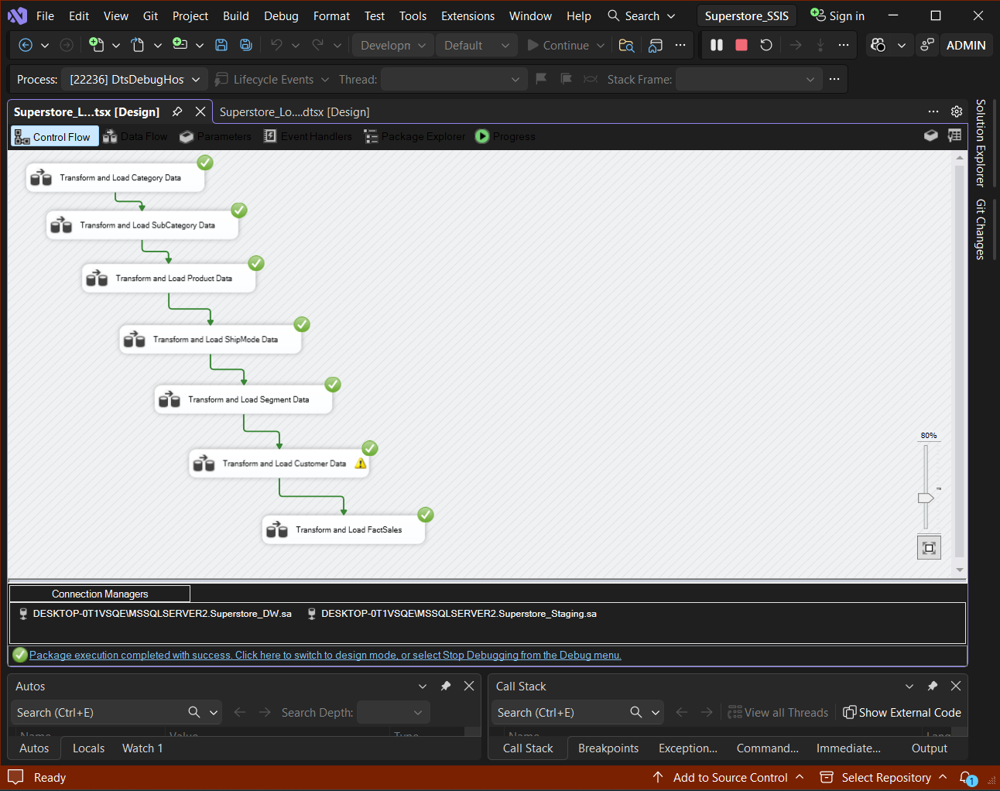 File Edit View Git Project Build Debug Format Test Tools Extensions Window Help Search Superstore_SSIS Sign in
Developn Default Continue ADMIN
Process: [22236] DtsDebugHos Lifecycle Events Thread: Stack Frame:
Superstore_L...tsx [Design] Superstore_Lo....dtsx [Design]
Control Flow Data Flow Parameters Event Handlers Package Explorer Progress
Solution Explorer
Git Changes
Transform and Load Category Data
Transform and Load SubCategory Data
Transform and Load Product Data
Transform and Load ShipMode Data
Transform and Load Segment Data
80%
Transform and Load Customer Data
Transform and Load FactSales
Connection Managers
DESKTOP-0T1VSQE\MSSQLSERVER2.Superstore_DW.sa DESKTOP-0T1VSQE\MSSQLSERVER2.Superstore_Staging.sa
Package execution completed with success. Click here to switch to design mode, or select Stop Debugging from the Debug menu.
Autos
Search (Ctrl+E) Search Depth:
Name Value Type
Autos Locals Watch 1
Call Stack
Search (Ctrl+E) View all Threads Show External Code
Name Lang
Call Stack Breakpoints Exception... Command... Immediate... Output
Ready Add to Source Control Select Repository 1